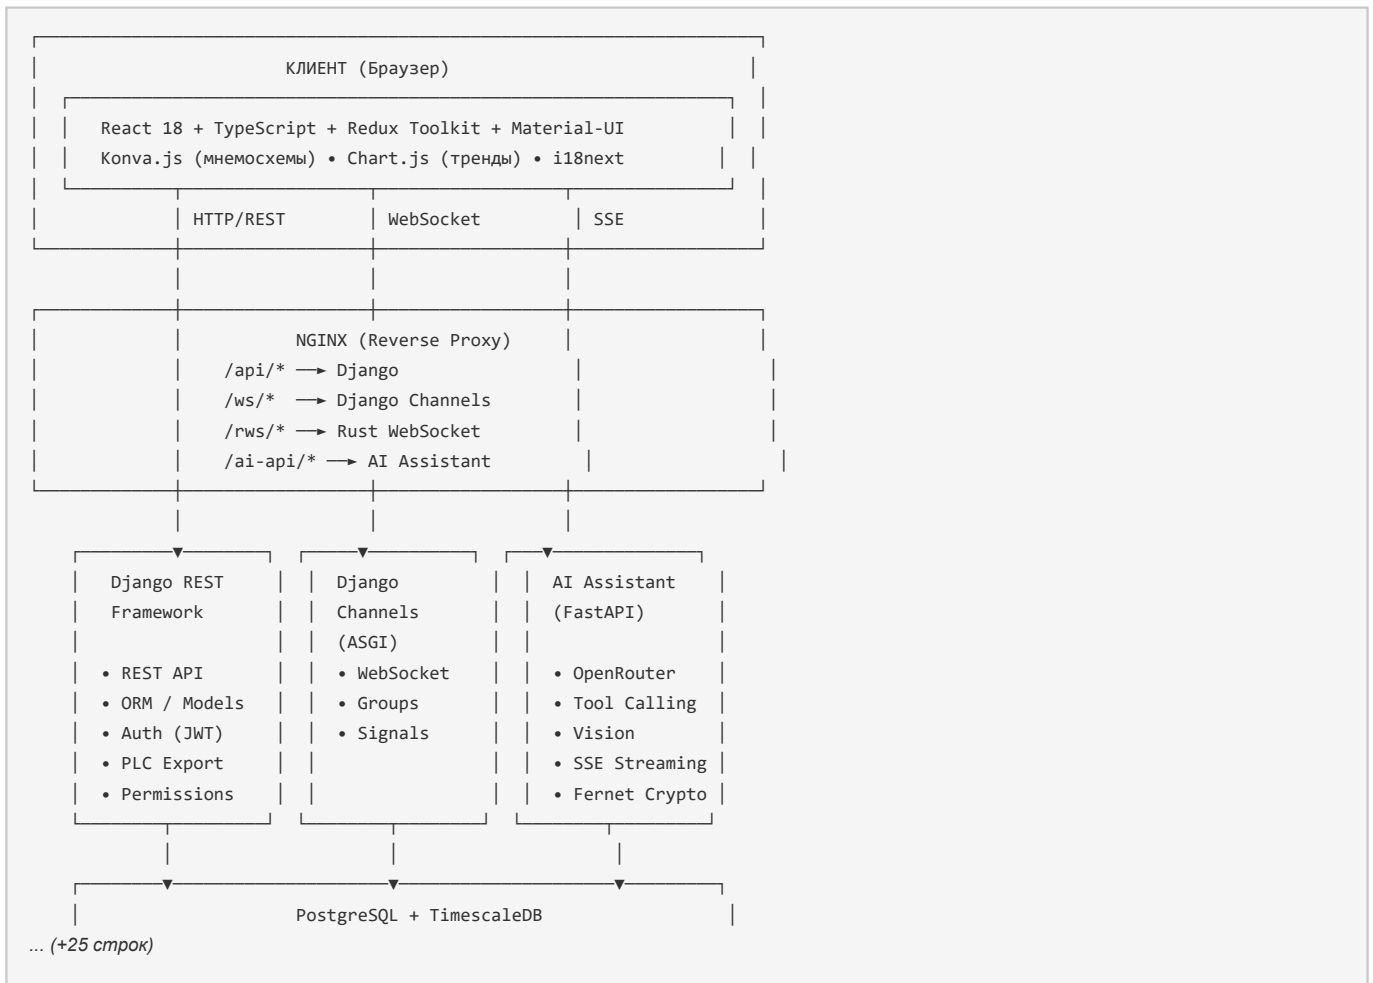 КЛИЕНТ (Браузер)
React 18 + TypeScript + Redux Toolkit + Material-UI
Konva.js (мнемосхемы) • Chart.js (тренды) • i18next
HTTP/REST WebSocket SSE
NGINX (Reverse Proxy)
/api/* ──► Django
/ws/* ──► Django Channels
/rws/* ──► Rust WebSocket
/ai-api/* ──► AI Assistant
Django REST Django AI Assistant
Framework Channels (FastAPI)
(ASGI)
• REST API • WebSocket • OpenRouter
• ORM / Models • Groups • Tool Calling
• Auth (JWT) • Signals • Vision
• PLC Export • SSE Streaming
• Permissions • Fernet Crypto
PostgreSQL + TimescaleDB
... (+25 строк)